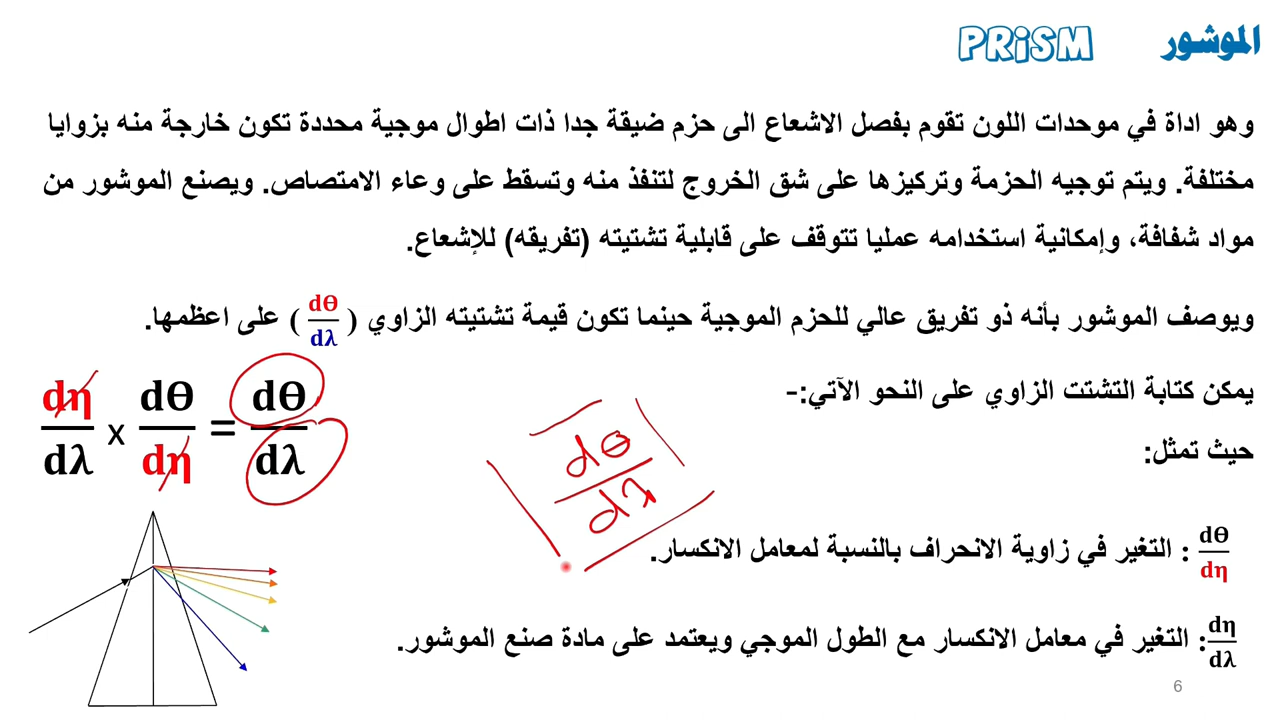 الموشور PRiSM
وهو اداة في موحدات اللون تقوم بفصل الاشعاع الى حزم ضيقة جدا ذات اطوال موجية محددة تكون خارجة منه بزوايا
مختلفة. ويتم توجيه الحزمة وتركيزها على شق الخروج لتنفذ منه وتسقط على وعاء الامتصاص. ويصنع الموشور من
مواد شفافة، وإمكانية استخدامه عمليا تتوقف على قابلية تشتيته (تفريقه) للإشعاع.
ويوصف الموشور بأنه ذو تفريق عالي للحزم الموجية حينما تكون قيمة تشتيته الزاوي ( dθ/dλ ) على اعظمها.
يمكن كتابة التشتت الزاوي على النحو الآتي:-
dη/dλ x dθ/dη = dθ/dλ
حيث تمثل:
dθ/dλ
dθ/dη : التغير في زاوية الانحراف بالنسبة لمعامل الانكسار.
dη/dλ: التغير في معامل الانكسار مع الطول الموجي ويعتمد على مادة صنع الموشور.
6